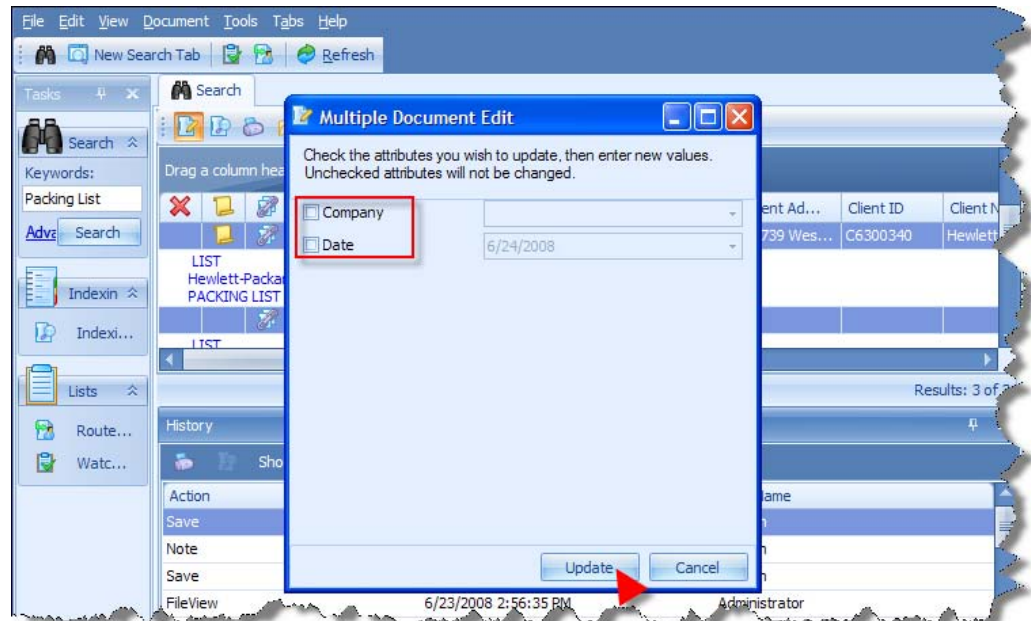 File Edit View Document Tools Tabs Help
New Search Tab Refresh
Tasks
Search
Search
Keywords:
Packing List
Search
Indexin
Indexi...
Lists
Route...
Watc...
Drag a column hea
ent Ad... Client ID Client N
739 Wes... C6300340 Hewlett
LIST
Hewlett-Packar
PACKING LIST
LIST
Results: 3 of
History
Sho
Action
Save
Note
Save
FileView 6/23/2008 2:56:35 PM Administrator
Multiple Document Edit
Check the attributes you wish to update, then enter new values.
Unchecked attributes will not be changed.
Company
Date 6/24/2008
Update Cancel